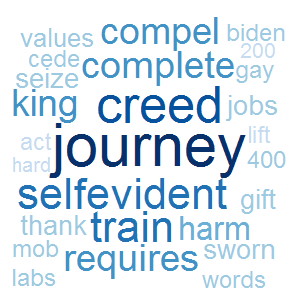 values compel biden
cede 200
seize complete gay
king creed jobs
act journey lift
hard 400
selfevident gift
thank train harm
mob requires sworn
labs words